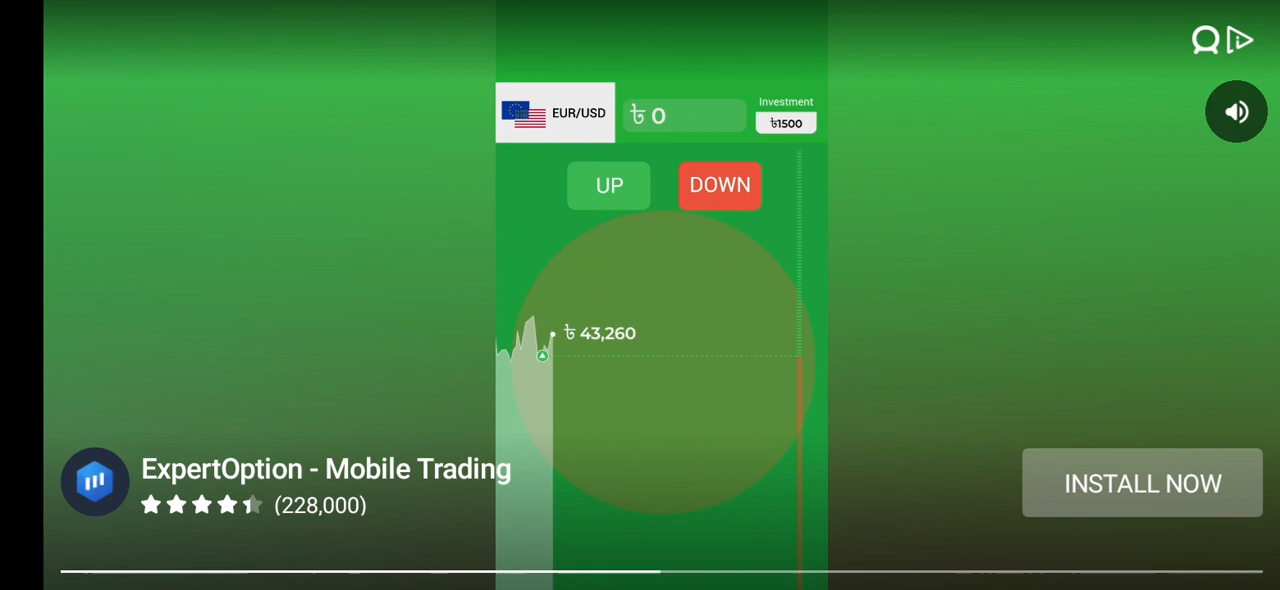 EUR/USD
৳ 0
Investment
৳1500
UP
DOWN
৳ 43,260
ExpertOption - Mobile Trading
(228,000)
INSTALL NOW